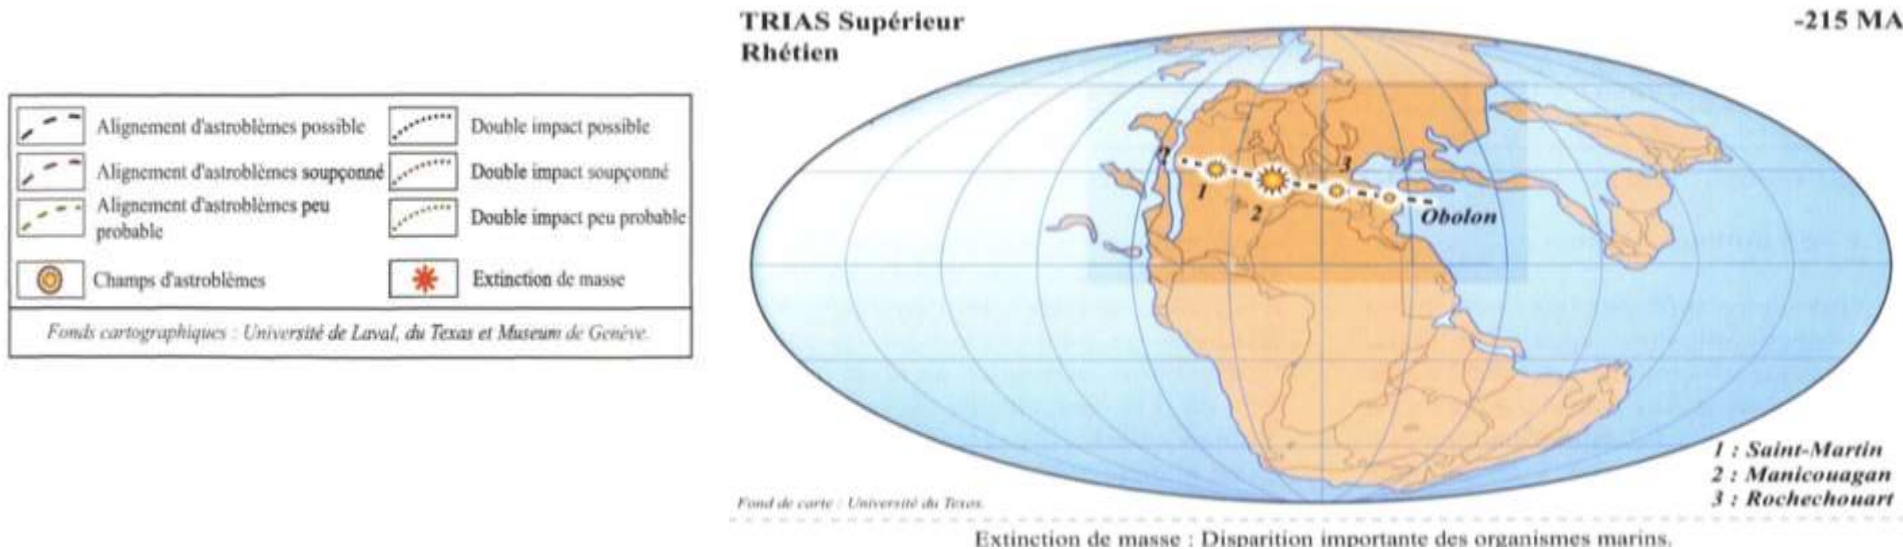 Alignement d'astroblèmes possible
Double impact possible
Alignement d'astroblèmes soupçonné
Double impact soupçonné
Alignement d'astroblèmes peu
probable
Double impact peu probable
Champs d'astroblèmes
Extinction de masse
Fonds cartographiques : Université de Laval, du Texas et Museum de Genève.
TRIAS Supérieur
Rhétien
-215 MA
?
3
1
2
Obolon
1 : Saint-Martin
2 : Manicouagan
3 : Rochechouart
Fond de carte : Université du Texas.
Extinction de masse : Disparition importante des organismes marins.